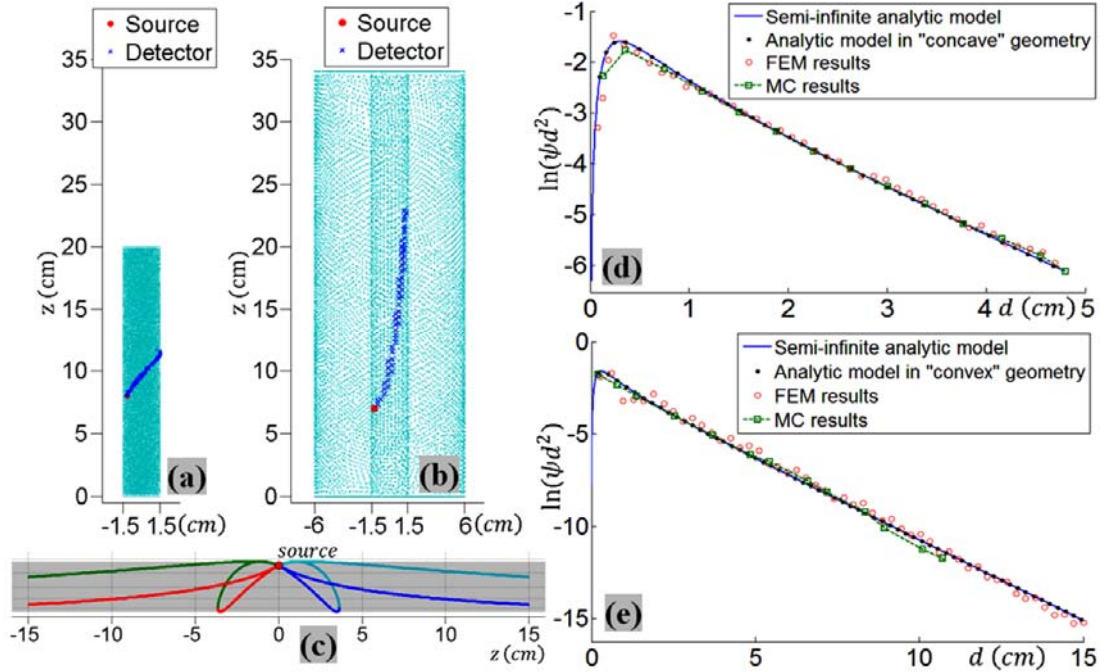 Source
Detector
35
30
25
20
15
10
5
0
z (cm)
-1.5 1.5(cm)
(a)
Source
Detector
35
30
25
20
15
10
5
0
z (cm)
-6 -1.5 1.5 6(cm)
(b)
source
-15 -10 -5 0 5 10 15
z (cm)
(c)
-1
-2
-3
-4
-5
-6
ln(ψd²)
Semi-infinite analytic model
Analytic model in "concave" geometry
FEM results
MC results
(d)
0 1 2 3 4 5
d (cm)
0
-5
-10
-15
ln(ψd²)
Semi-infinite analytic model
Analytic model in "convex" geometry
FEM results
MC results
(e)
0 5 10 15
d (cm)